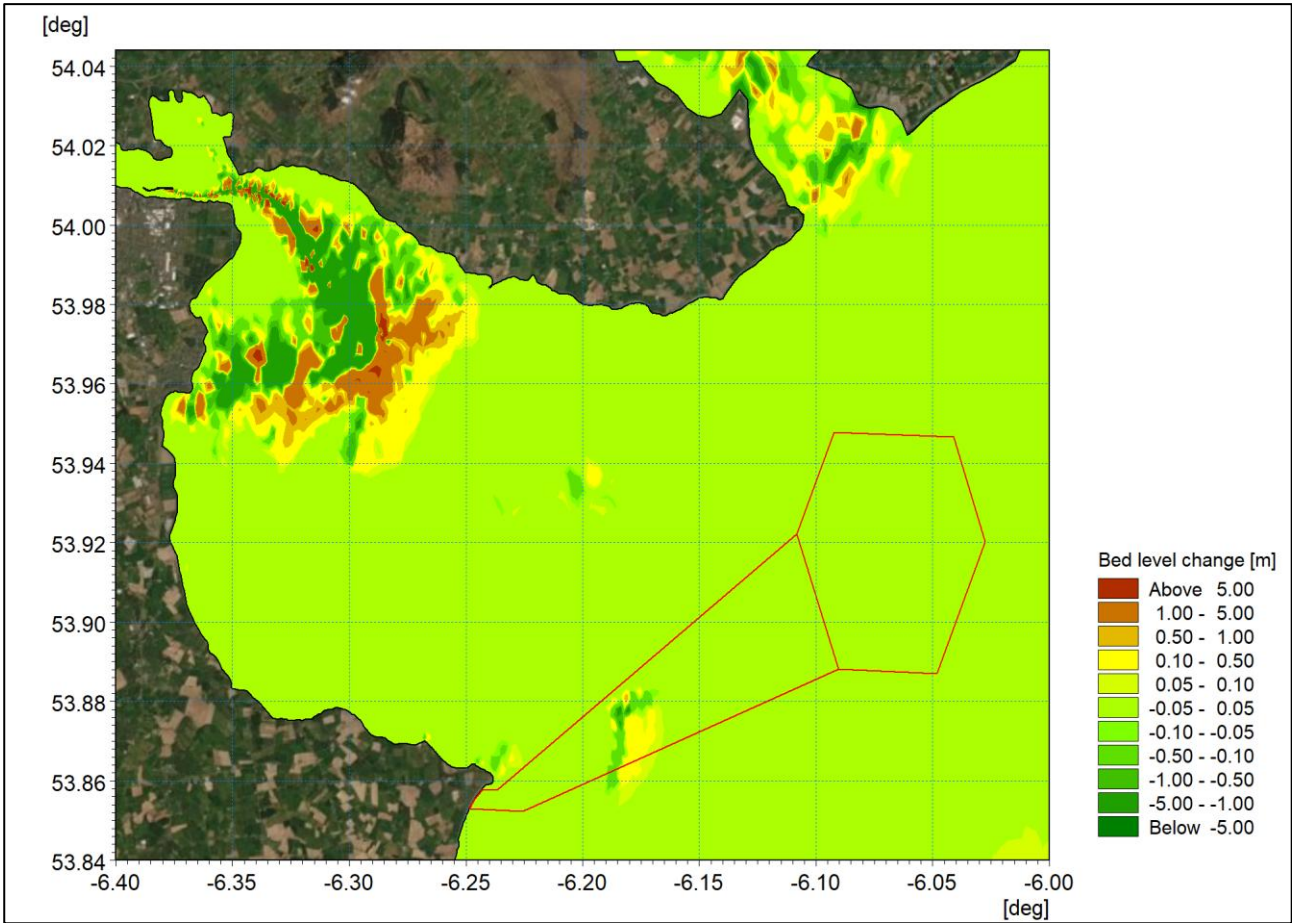 [deg]
54.04
54.02
54.00
53.98
53.96
53.94
53.92
53.90
53.88
53.86
53.84
-6.40 -6.35 -6.30 -6.25 -6.20 -6.15 -6.10 -6.05 -6.00
[deg]
Bed level change [m]
Above 5.00
1.00 - 5.00
0.50 - 1.00
0.10 - 0.50
0.05 - 0.10
-0.05 - 0.05
-0.10 - -0.05
-0.50 - -0.10
-1.00 - -0.50
-5.00 - -1.00
Below -5.00